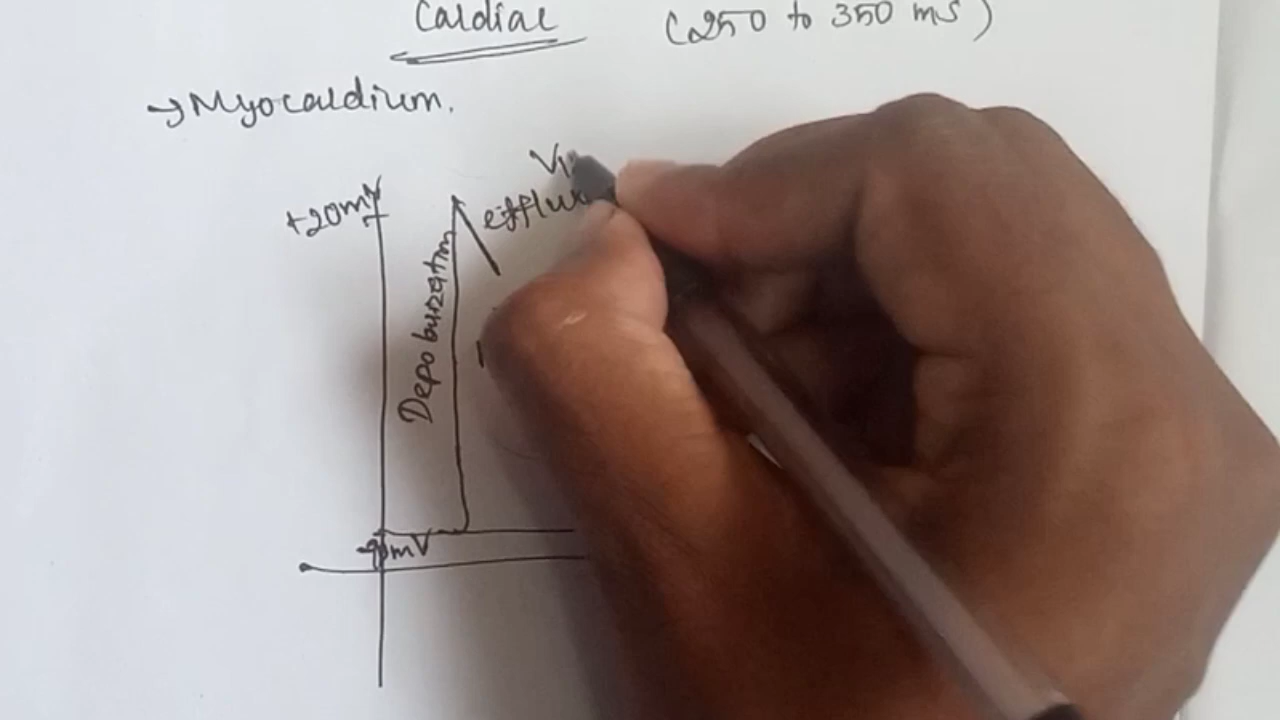 Cardiac (250 to 350 ms)
→ Myocardium.
+20mV
efflux
Depolarization
-90mV